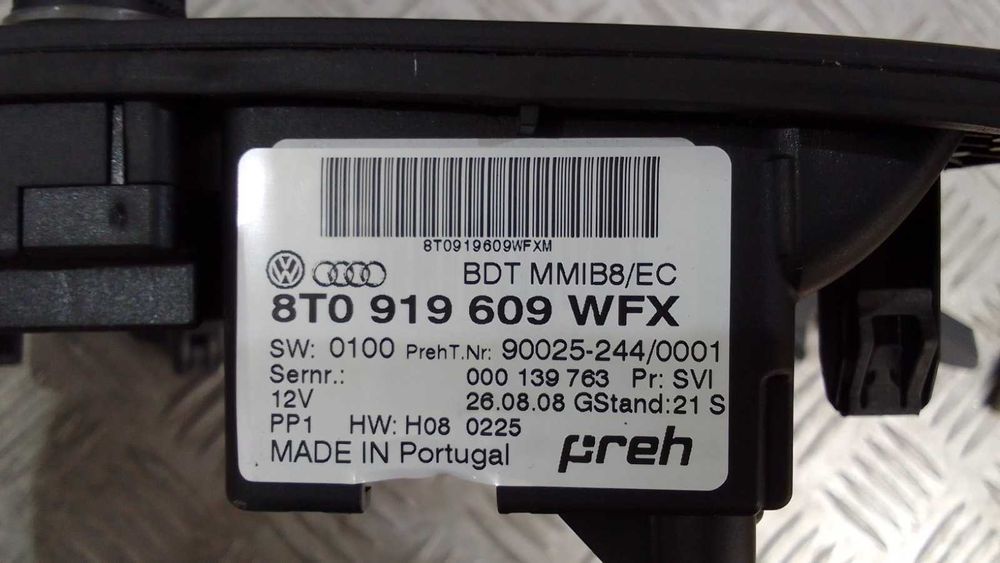 8T0919609WFXM
BDT MMIB8/EC
8T0 919 609 WFX
SW: 0100 PrehT.Nr: 90025-244/0001
Sernr.: 000 139 763 Pr: SVI
12V 26.08.08 GStand:21 S
PP1 HW: H08 0225
MADE IN Portugal preh